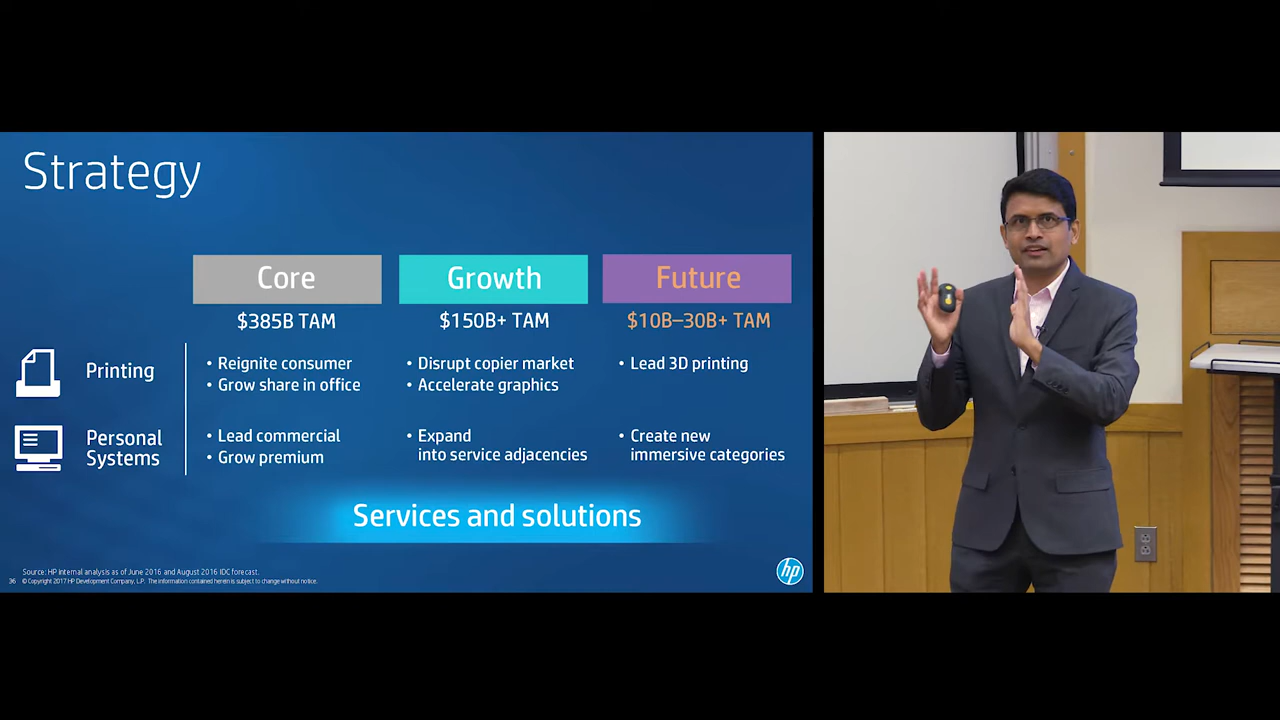 Strategy
Core
Growth
Future
$385B TAM
$150B+ TAM
$10B–30B+ TAM
Printing
• Reignite consumer
• Grow share in office
• Disrupt copier market
• Accelerate graphics
• Lead 3D printing
Personal
Systems
• Lead commercial
• Grow premium
• Expand
into service adjacencies
• Create new
immersive categories
Services and solutions
Source: HP internal analysis as of June 2016 and August 2016 IDC forecast.
36 © Copyright 2017 HP Development Company, L.P. The information contained herein is subject to change without notice.
hp